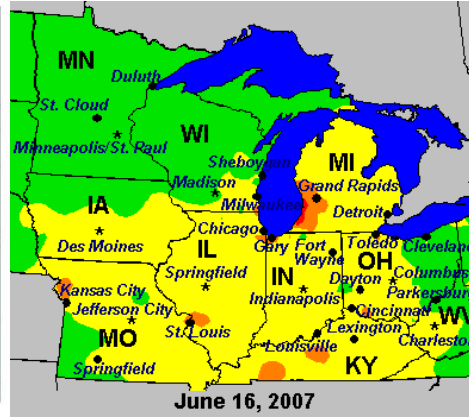 MN
Duluth
St. Cloud
Minneapolis/St. Paul
WI
Sheboygan
MI
Madison
Grand Rapids
Milwaukee
IA
Detroit
Chicago
Des Moines
IL
Gary
Fort
Wayne
Toledo
Cleveland
OH
Springfield
IN
Dayton
Columbus
Kansas City
Indianapolis
Parkersburg
Jefferson City
Cincinnati
WV
MO
St. Louis
Lexington
Charleston
Louisville
Springfield
KY
June 16, 2007